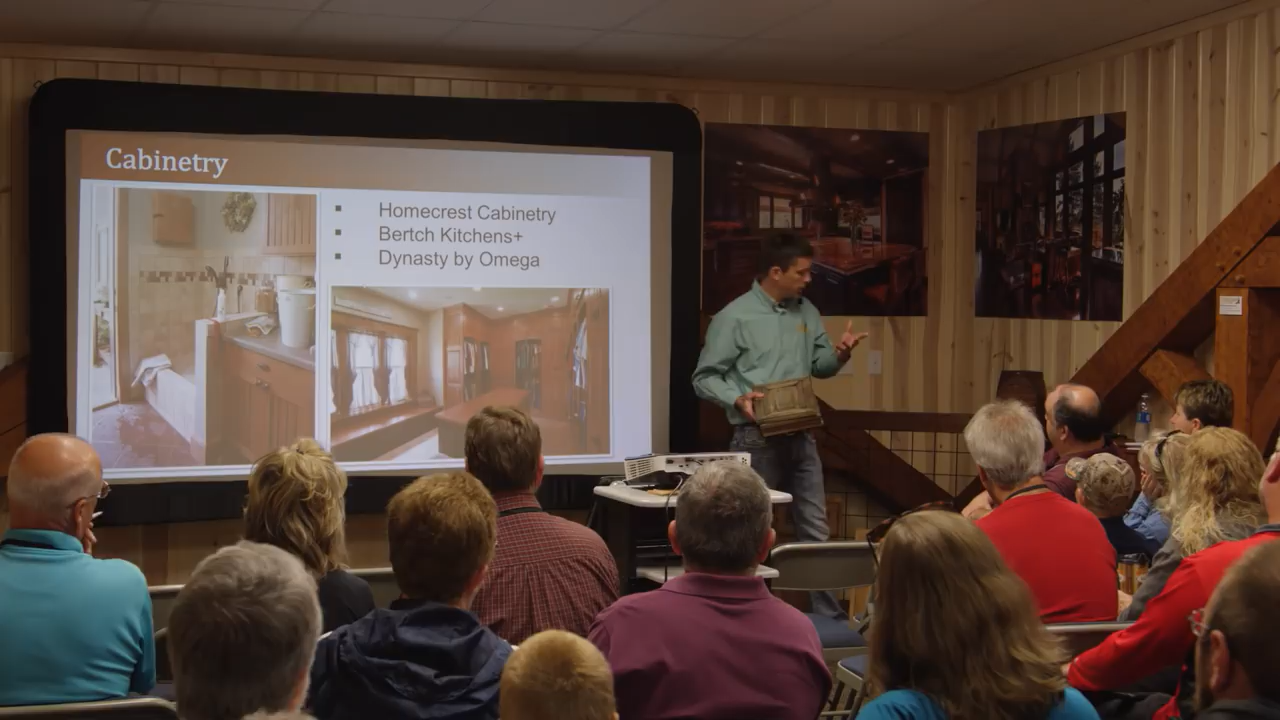 Cabinetry
▪ Homecrest Cabinetry
▪ Bertch Kitchens+
▪ Dynasty by Omega